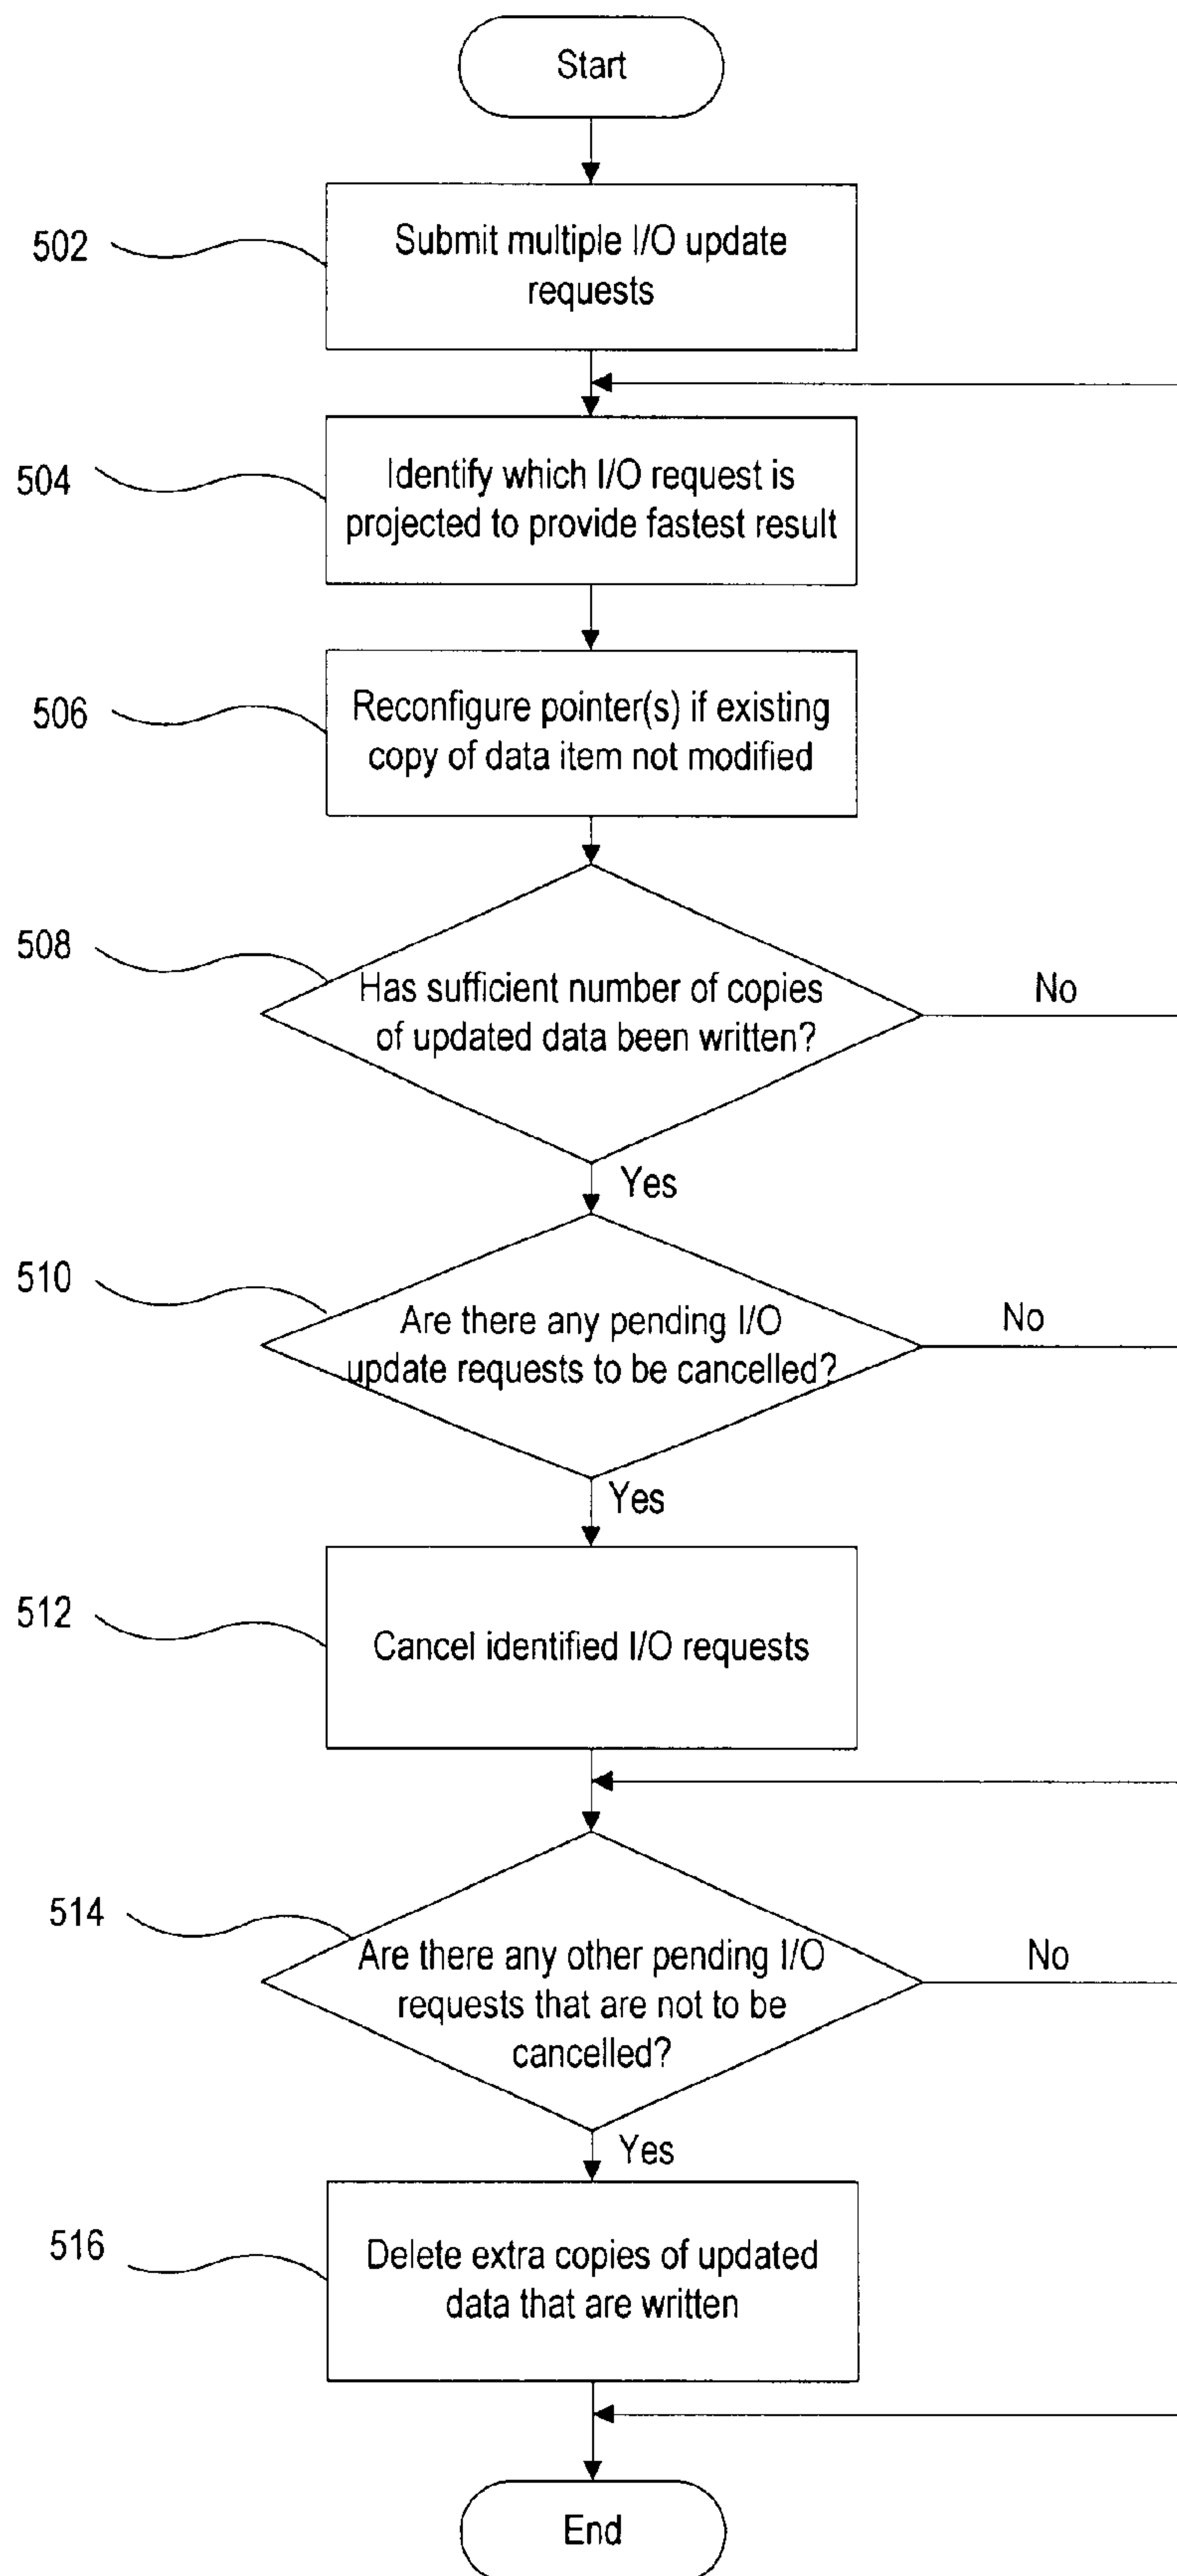 Start
502
Submit multiple I/O update
requests
504
Identify which I/O request is
projected to provide fastest result
506
Reconfigure pointer(s) if existing
copy of data item not modified
508
Has sufficient number of copies
of updated data been written?
No
Yes
510
Are there any pending I/O
update requests to be cancelled?
No
Yes
512
Cancel identified I/O requests
514
Are there any other pending I/O
requests that are not to be
cancelled?
No
Yes
516
Delete extra copies of updated
data that are written
End